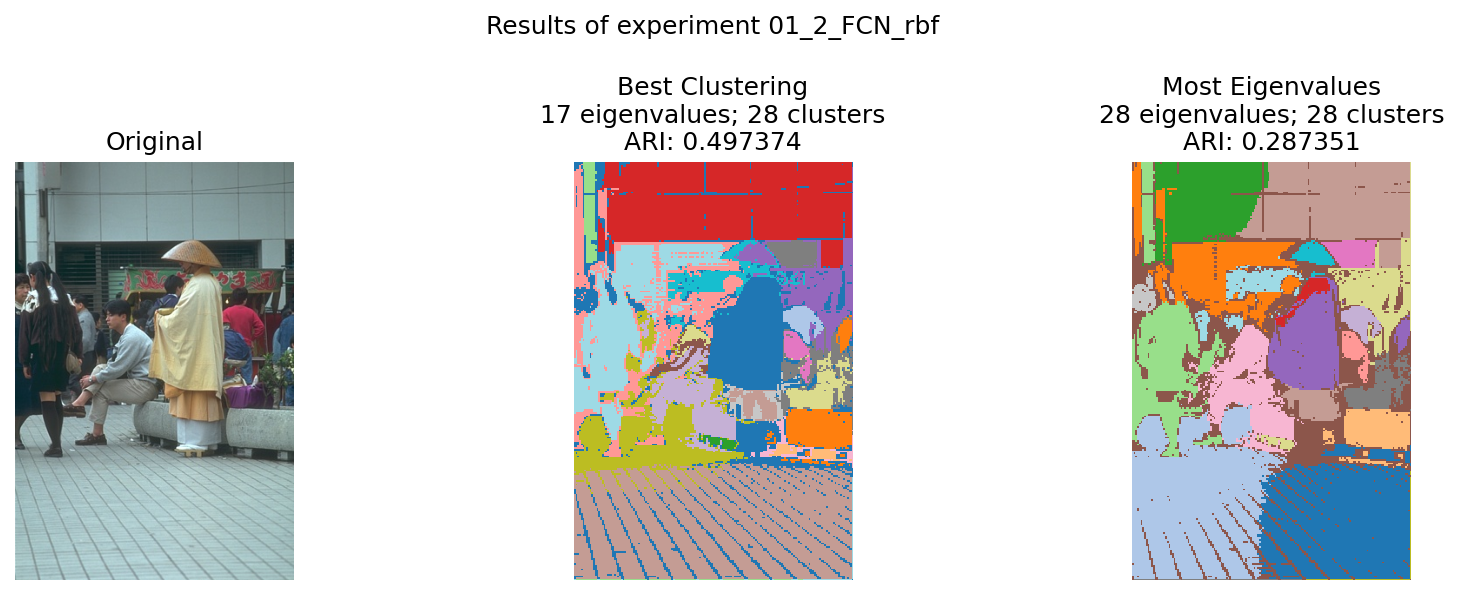 Results of experiment 01_2_FCN_rbf
Original
Best Clustering
17 eigenvalues; 28 clusters
ARI: 0.497374
Most Eigenvalues
28 eigenvalues; 28 clusters
ARI: 0.287351